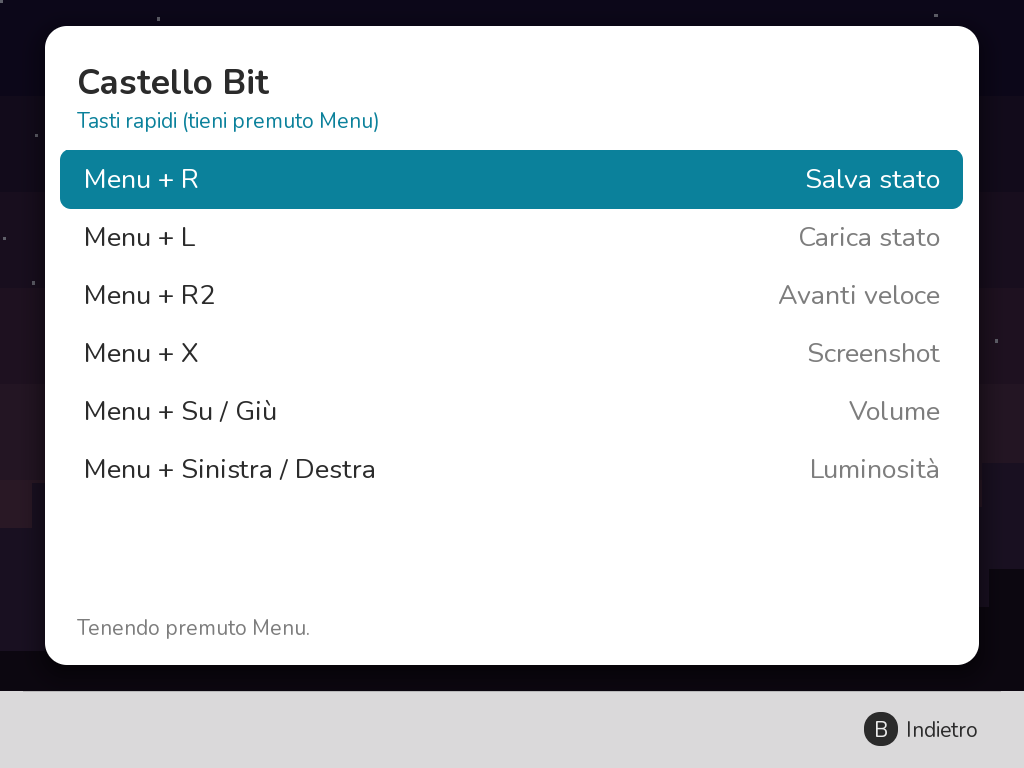 Castello Bit
Tasti rapidi (tieni premuto Menu)
Menu + R Salva stato
Menu + L Carica stato
Menu + R2 Avanti veloce
Menu + X Screenshot
Menu + Su / Giù Volume
Menu + Sinistra / Destra Luminosità
Tenendo premuto Menu.
B Indietro